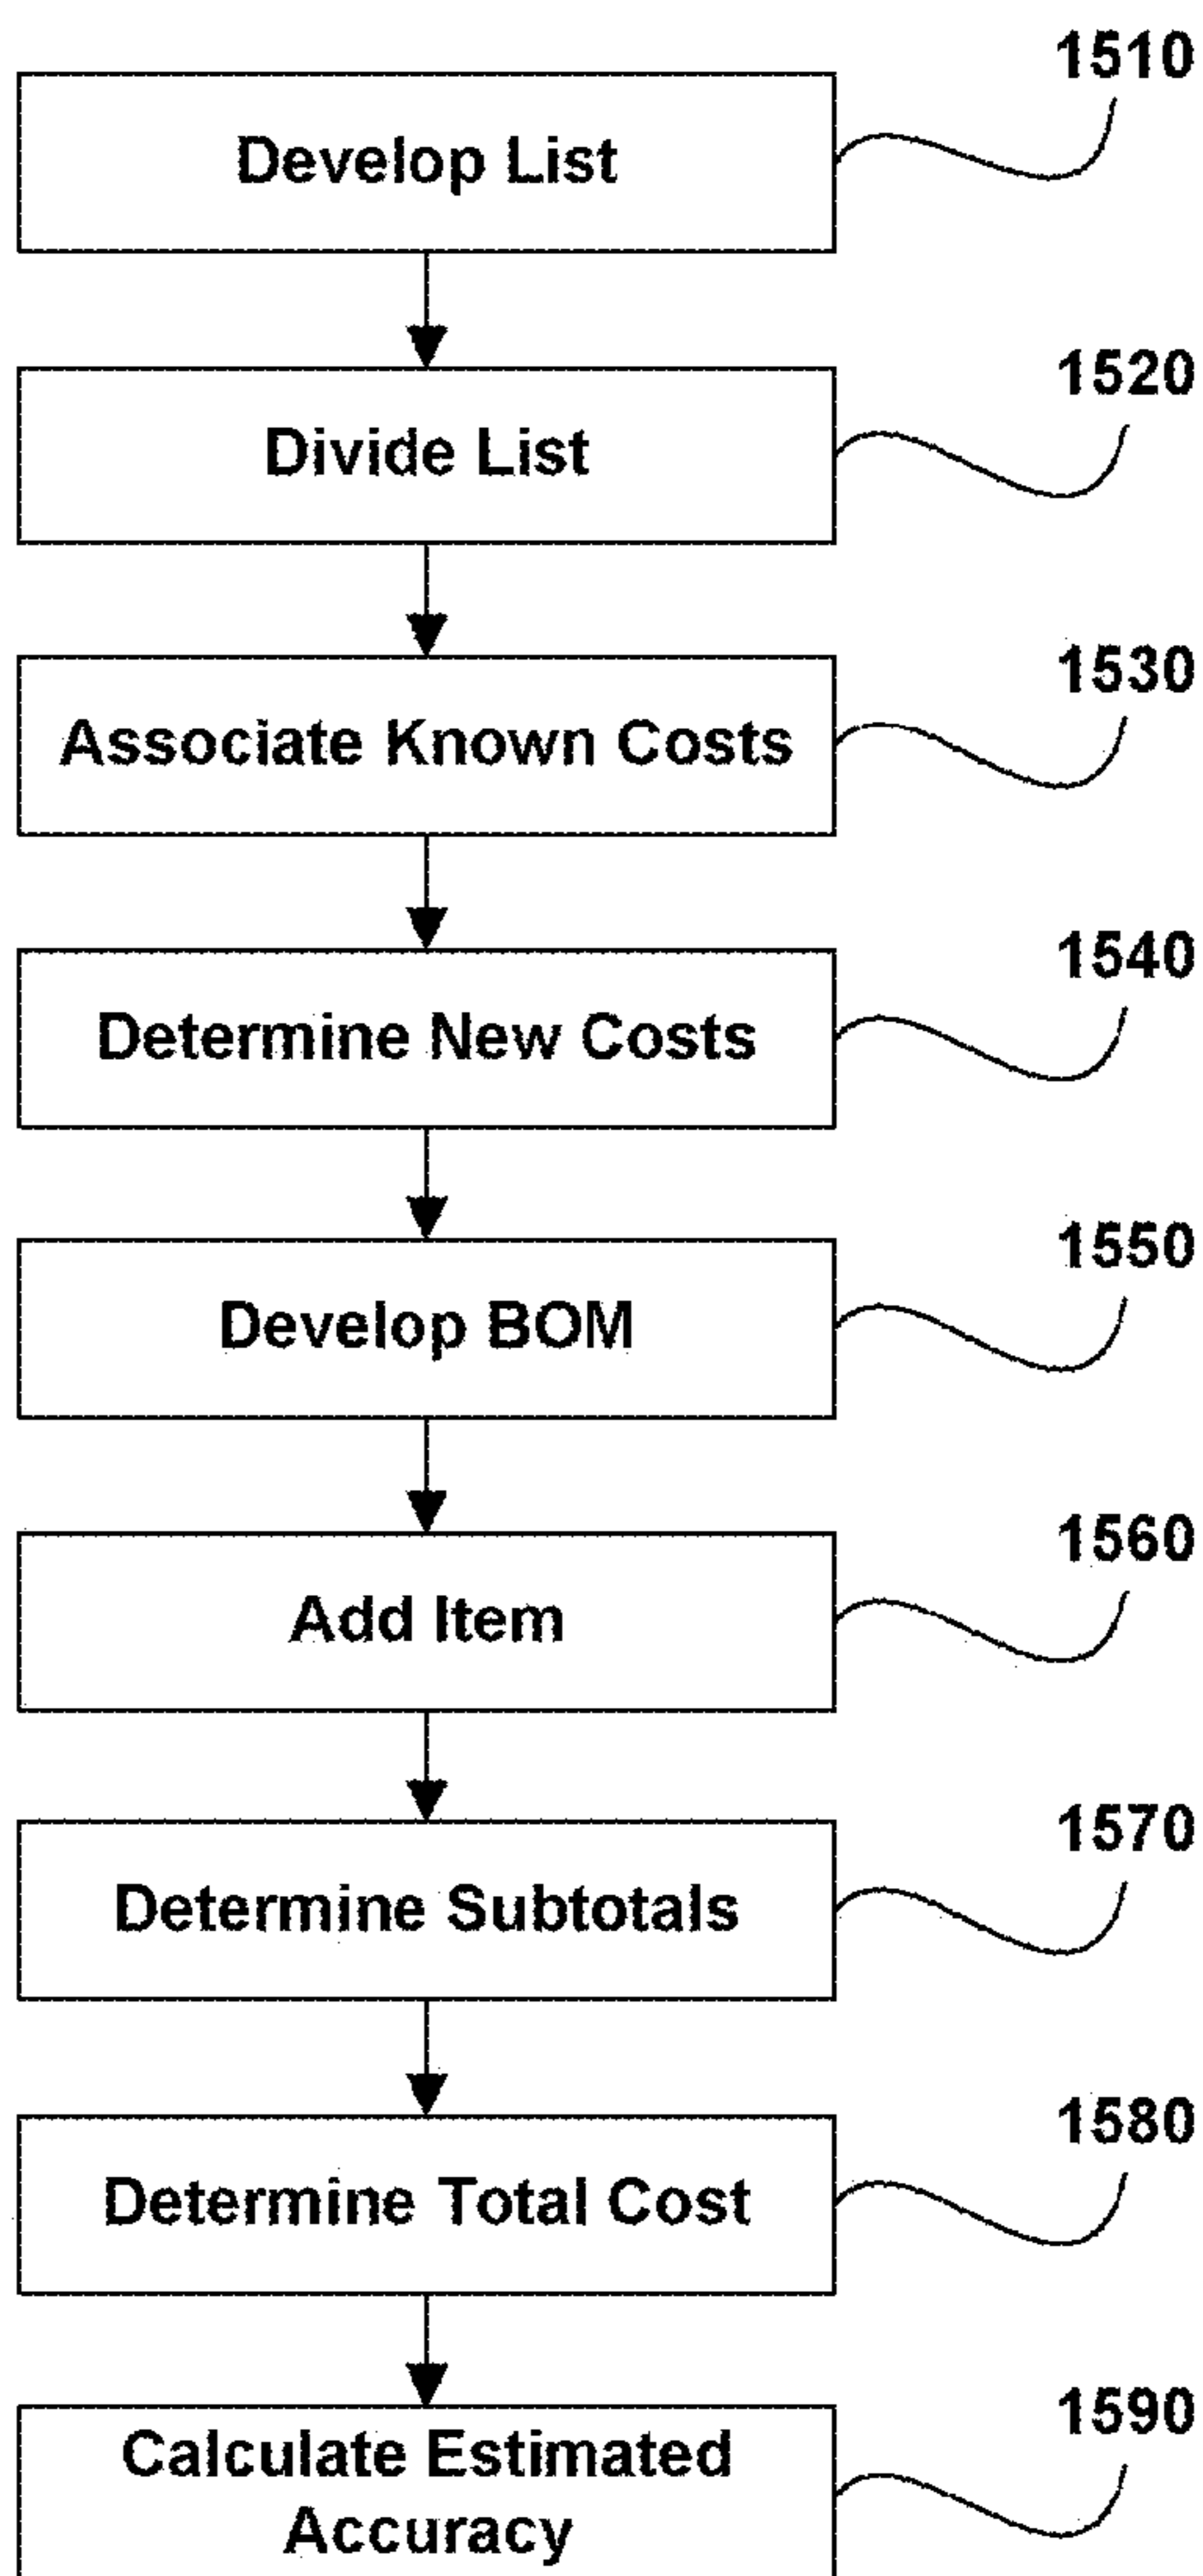 1510
Develop List
1520
Divide List
1530
Associate Known Costs
1540
Determine New Costs
1550
Develop BOM
1560
Add Item
1570
Determine Subtotals
1580
Determine Total Cost
1590
Calculate Estimated
Accuracy